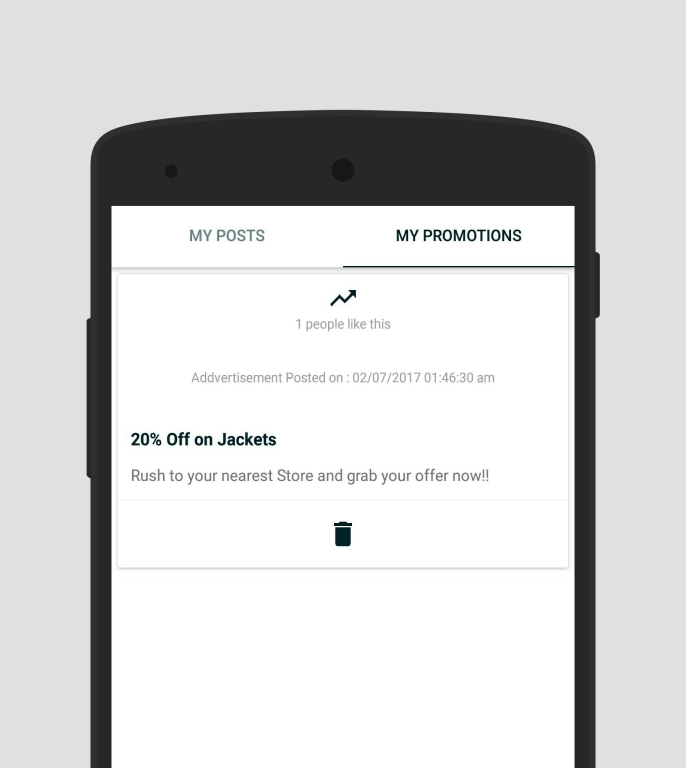 MY POSTS
MY PROMOTIONS
1 people like this
Addvertisement Posted on : 02/07/2017 01:46:30 am
20% Off on Jackets
Rush to your nearest Store and grab your offer now!!